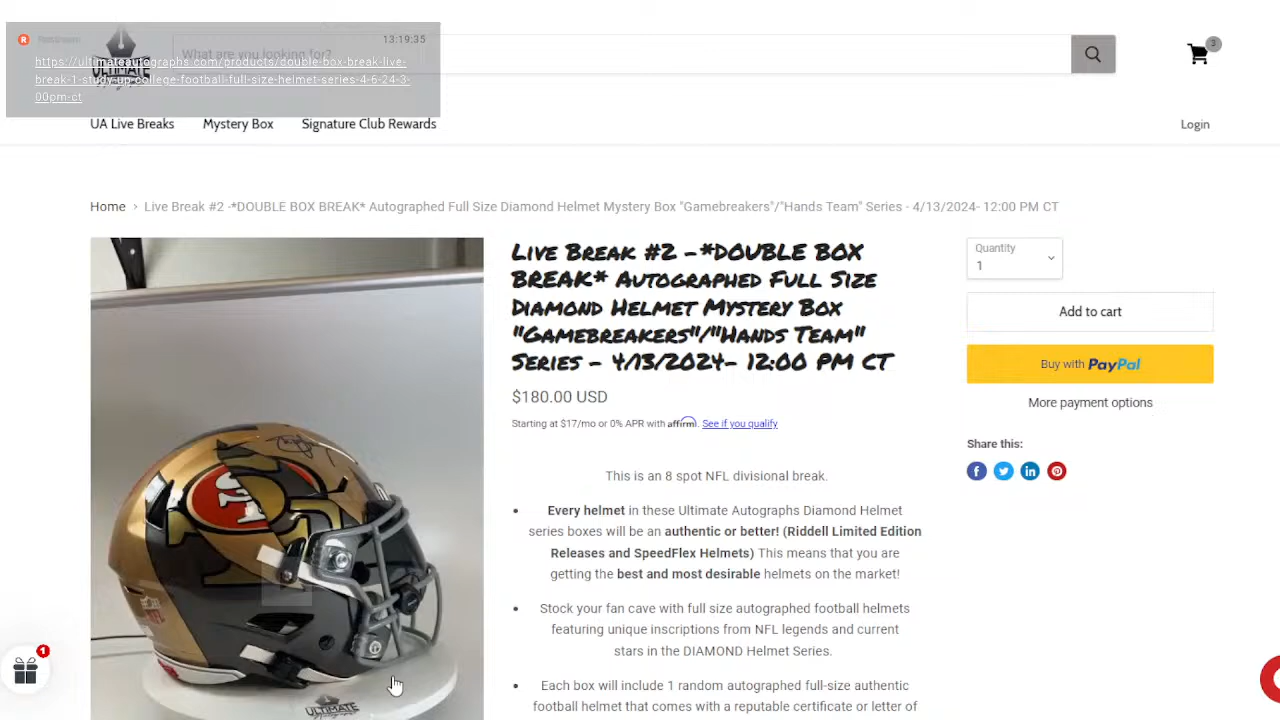 13:19:35
https://ultimateautographs.com/products/double-box-break-live-
break-1-study-up-college-football-full-size-helmet-series-4-6-24-3-
00pm-ct
What are you looking for?
ULTIMATE
3
UA Live Breaks
Mystery Box
Signature Club Rewards
Login
Home › Live Break #2 -*DOUBLE BOX BREAK* Autographed Full Size Diamond Helmet Mystery Box "Gamebreakers"/"Hands Team" Series - 4/13/2024- 12:00 PM CT
Live Break #2 -*DOUBLE BOX
BREAK* Autographed Full Size
Diamond Helmet Mystery Box
"Gamebreakers"/"Hands Team"
Series - 4/13/2024- 12:00 PM CT
$180.00 USD
Starting at $17/mo or 0% APR with affirm. See if you qualify
This is an 8 spot NFL divisional break.
• Every helmet in these Ultimate Autographs Diamond Helmet
series boxes will be an authentic or better! (Riddell Limited Edition
Releases and SpeedFlex Helmets) This means that you are
getting the best and most desirable helmets on the market!
• Stock your fan cave with full size autographed football helmets
featuring unique inscriptions from NFL legends and current
stars in the DIAMOND Helmet Series.
• Each box will include 1 random autographed full-size authentic
football helmet that comes with a reputable certificate or letter of
Quantity
1
Add to cart
Buy with PayPal
More payment options
Share this:
SF
NFL
ULTIMATE
1